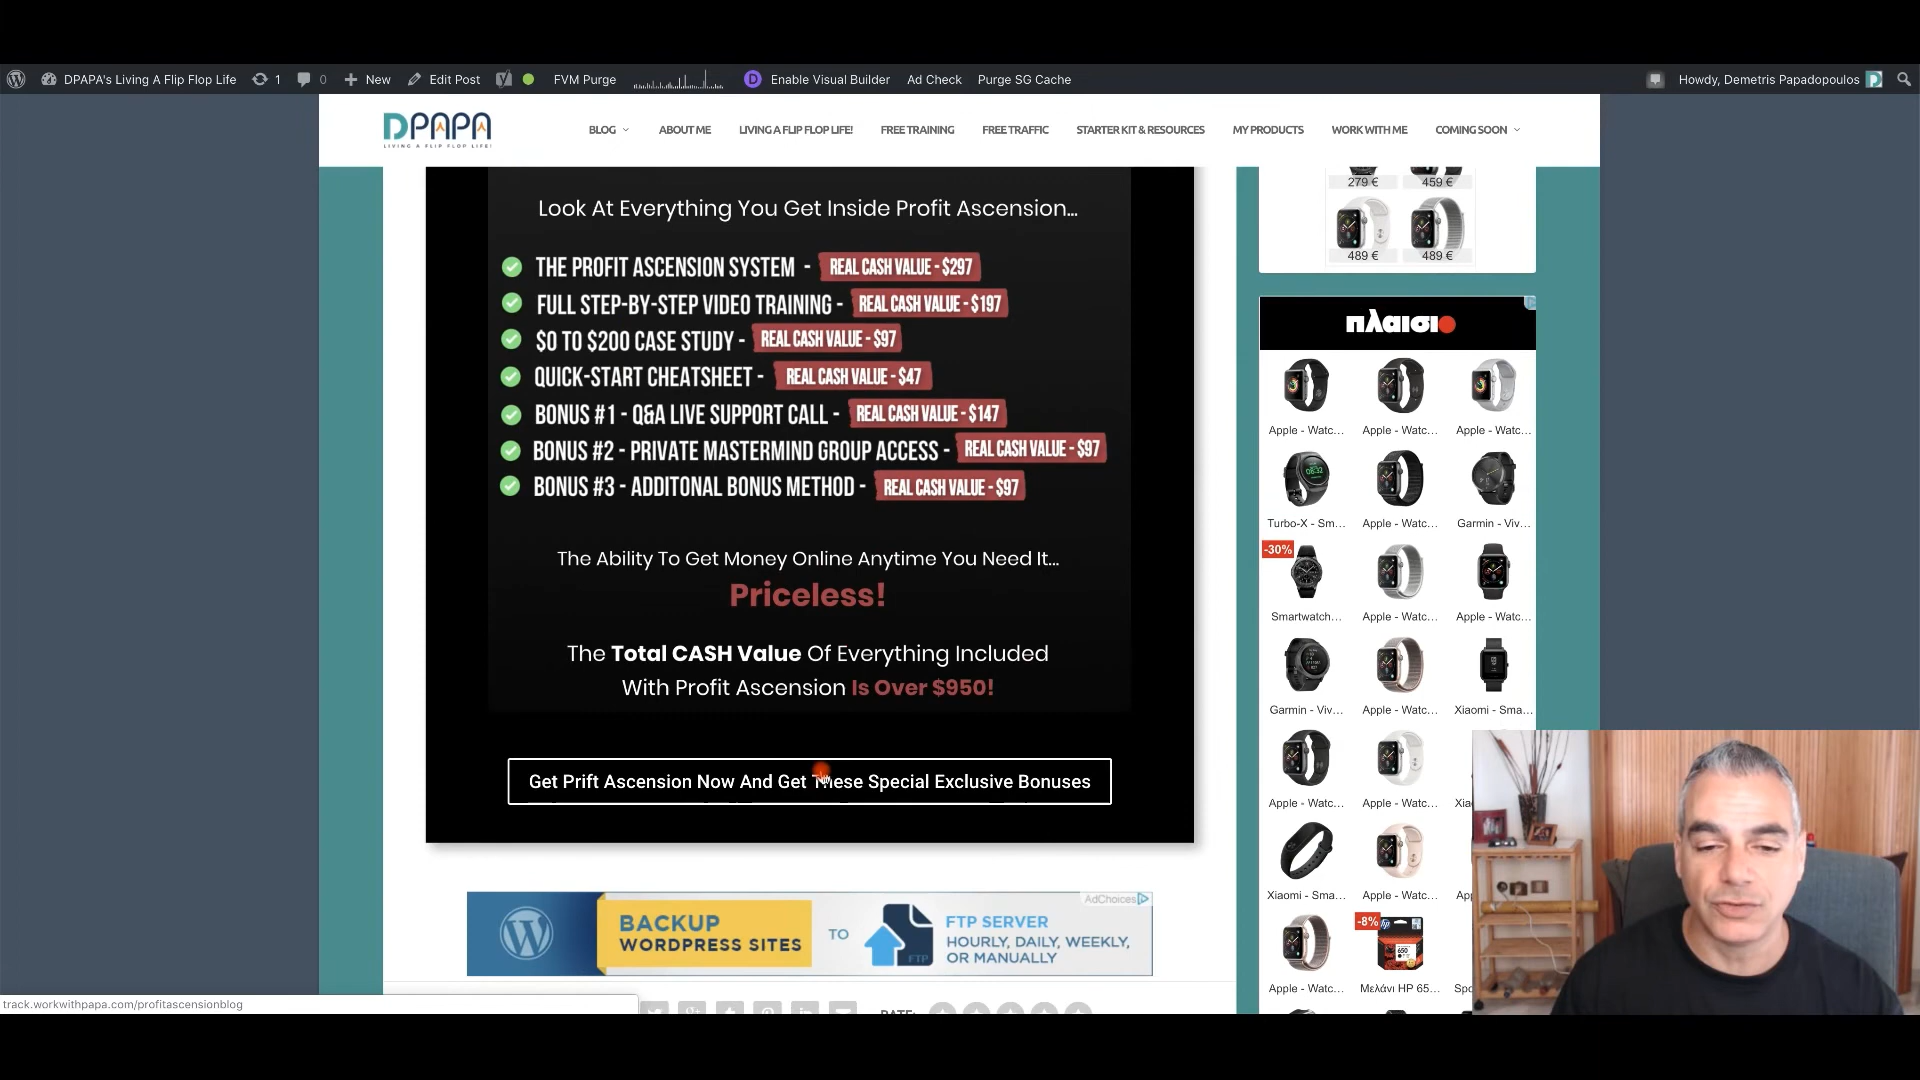 DPAPA's Living A Flip Flop Life 1 0 New Edit Post FVM Purge Enable Visual Builder Ad Check Purge SG Cache Howdy, Demetris Papadopoulos
DPAPA
LIVING A FLIP FLOP LIFE!
BLOG ABOUT ME LIVING A FLIP FLOP LIFE! FREE TRAINING FREE TRAFFIC STARTER KIT & RESOURCES MY PRODUCTS WORK WITH ME COMING SOON
Look At Everything You Get Inside Profit Ascension...
THE PROFIT ASCENSION SYSTEM - REAL CASH VALUE - $297
FULL STEP-BY-STEP VIDEO TRAINING - REAL CASH VALUE - $197
$0 TO $200 CASE STUDY - REAL CASH VALUE - $97
QUICK-START CHEATSHEET - REAL CASH VALUE - $47
BONUS #1 - Q&A LIVE SUPPORT CALL - REAL CASH VALUE - $147
BONUS #2 - PRIVATE MASTERMIND GROUP ACCESS - REAL CASH VALUE - $97
BONUS #3 - ADDITONAL BONUS METHOD - REAL CASH VALUE - $97
The Ability To Get Money Online Anytime You Need It...
Priceless!
The Total CASH Value Of Everything Included
With Profit Ascension Is Over $950!
Get Prift Ascension Now And Get These Special Exclusive Bonuses
AdChoices
BACKUP
WORDPRESS SITES
TO
FTP
FTP SERVER
HOURLY, DAILY, WEEKLY,
OR MANUALLY
RATE:
track.workwithpapa.com/profitascensionblog
279 € 459 €
489 € 489 €
πλαισιο
Apple - Watc... Apple - Watc... Apple - Watc...
Turbo-X - Sm... Apple - Watc... Garmin - Viv...
-30%
Smartwatch... Apple - Watc... Apple - Watc...
Garmin - Viv... Apple - Watc... Xiaomi - Sma...
Apple - Watc... Apple - Watc... Xia
Xiaomi - Sma... Apple - Watc... App
-8%
Apple - Watc... Μελάνι HP 65... Spo